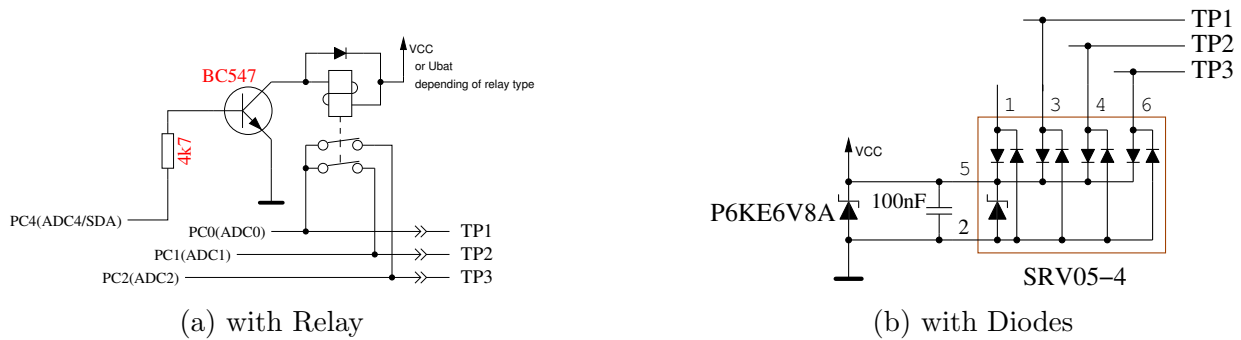 BC547
VCC
or Ubat
depending of relay type
4k7
PC4(ADC4/SDA)
PC0(ADC0)
TP1
PC1(ADC1)
TP2
PC2(ADC2)
TP3
(a) with Relay
TP1
TP2
TP3
1 3 4 6
VCC
5
P6KE6V8A
100nF
2
SRV05−4
(b) with Diodes